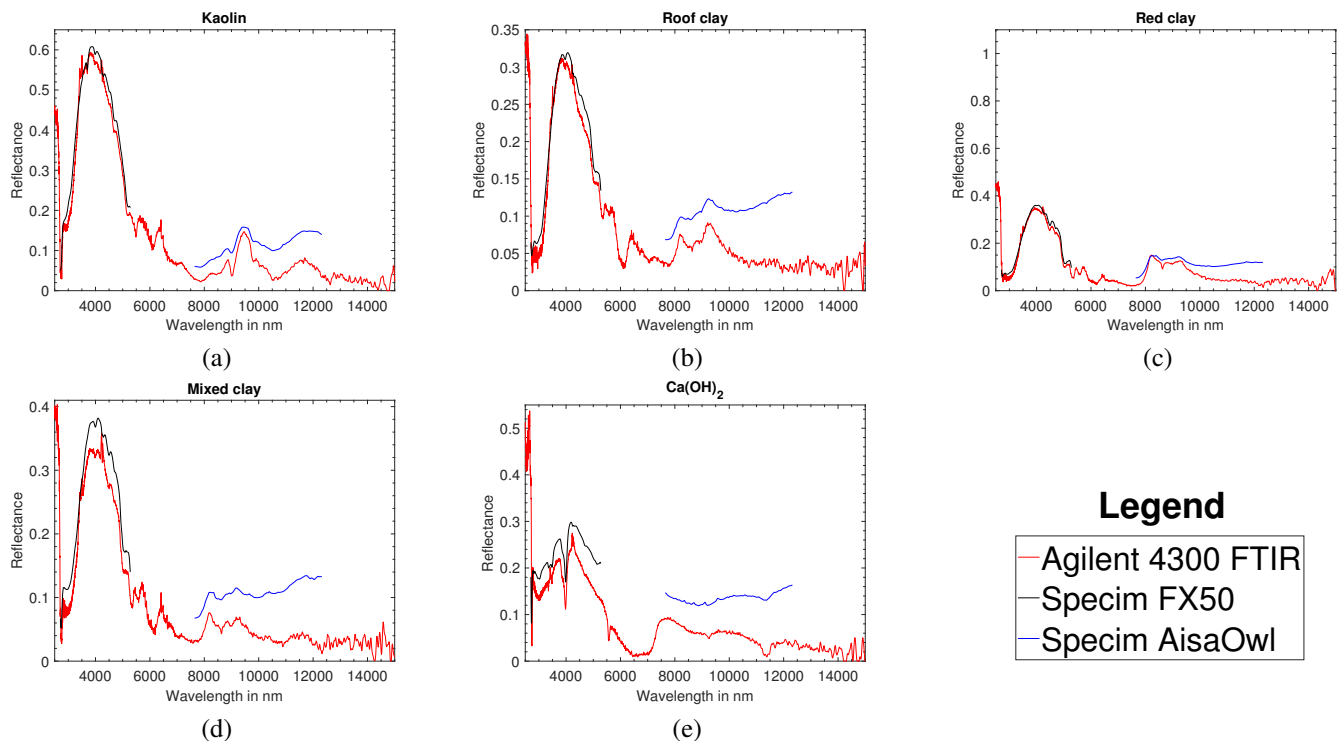 Kaolin
0.6
0.5
0.4
0.3
0.2
0.1
0
Reflectance
4000 6000 8000 10000 12000 14000
Wavelength in nm
(a)
Roof clay
0.35
0.3
0.25
0.2
0.15
0.1
0.05
0
Reflectance
4000 6000 8000 10000 12000 14000
Wavelength in nm
(b)
Red clay
1
0.8
0.6
0.4
0.2
0
Reflectance
4000 6000 8000 10000 12000 14000
Wavelength in nm
(c)
Mixed clay
0.4
0.3
0.2
0.1
0
Reflectance
4000 6000 8000 10000 12000 14000
Wavelength in nm
(d)
Ca(OH)2
0.5
0.4
0.3
0.2
0.1
0
Reflectance
4000 6000 8000 10000 12000 14000
Wavelength in nm
(e)
Legend
Agilent 4300 FTIR
Specim FX50
Specim AisaOwl